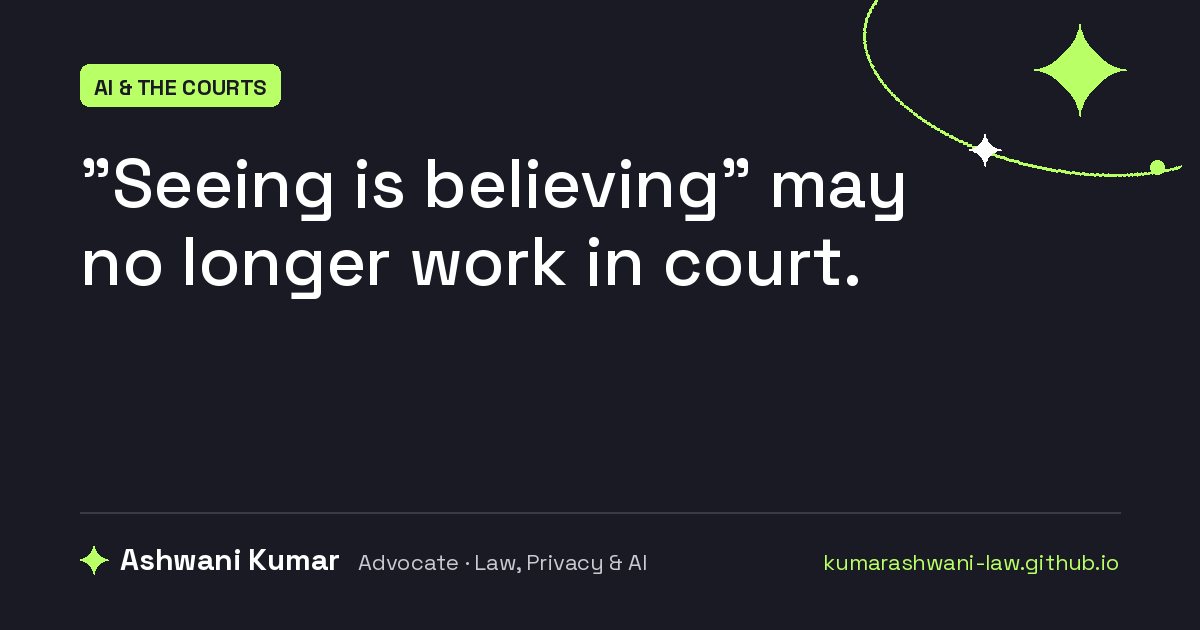 AI & THE COURTS
”Seeing is believing” may
no longer work in court.
Ashwani Kumar Advocate · Law, Privacy & AI kumarashwani-law.github.io